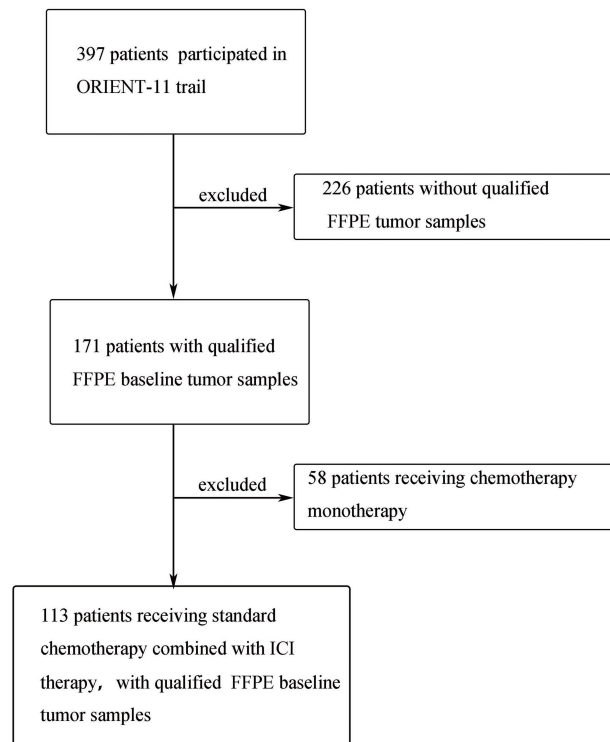 397 patients participated in
ORIENT-11 trail
excluded
226 patients without qualified
FFPE tumor samples
171 patients with qualified
FFPE baseline tumor samples
excluded
58 patients receiving chemotherapy
monotherapy
113 patients receiving standard
chemotherapy combined with ICI
therapy, with qualified FFPE baseline
tumor samples